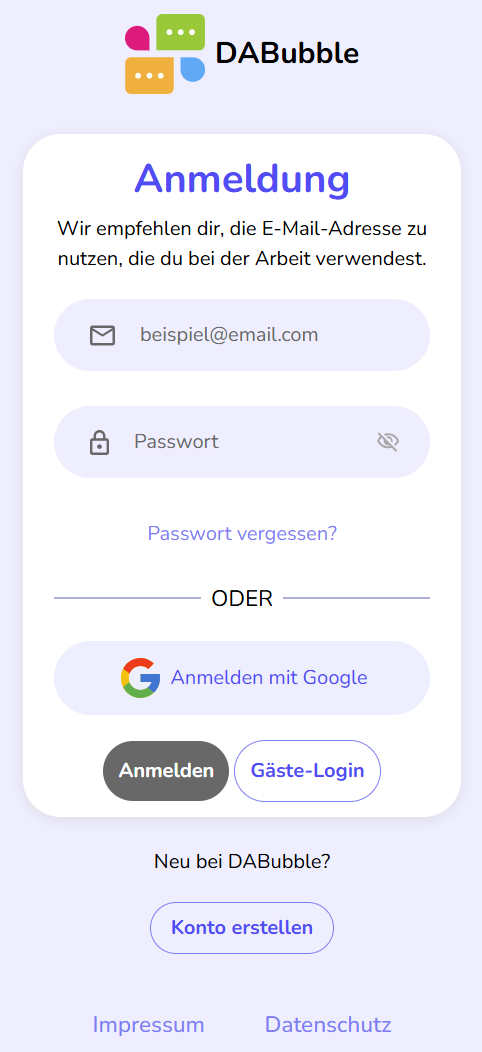 DABubble
Anmeldung
Wir empfehlen dir, die E-Mail-Adresse zu
nutzen, die du bei der Arbeit verwendest.
beispiel@email.com
Passwort
Passwort vergessen?
ODER
Anmelden mit Google
Anmelden
Gäste-Login
Neu bei DABubble?
Konto erstellen
Impressum
Datenschutz